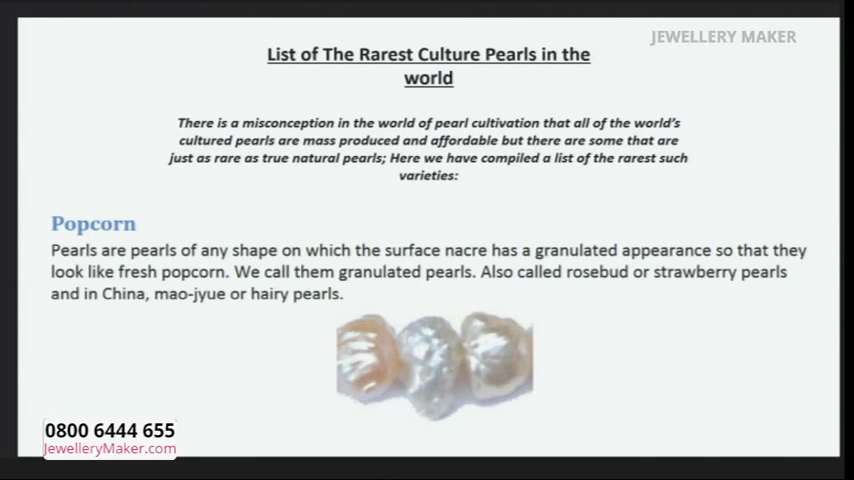 JEWELLERY MAKER
List of The Rarest Culture Pearls in the
world
There is a misconception in the world of pearl cultivation that all of the world's
cultured pearls are mass produced and affordable but there are some that are
just as rare as true natural pearls; Here we have compiled a list of the rarest such
varieties:
Popcorn
Pearls are pearls of any shape on which the surface nacre has a granulated appearance so that they
look like fresh popcorn. We call them granulated pearls. Also called rosebud or strawberry pearls
and in China, mao-jyue or hairy pearls.
0800 6444 655
JewelleryMaker.com